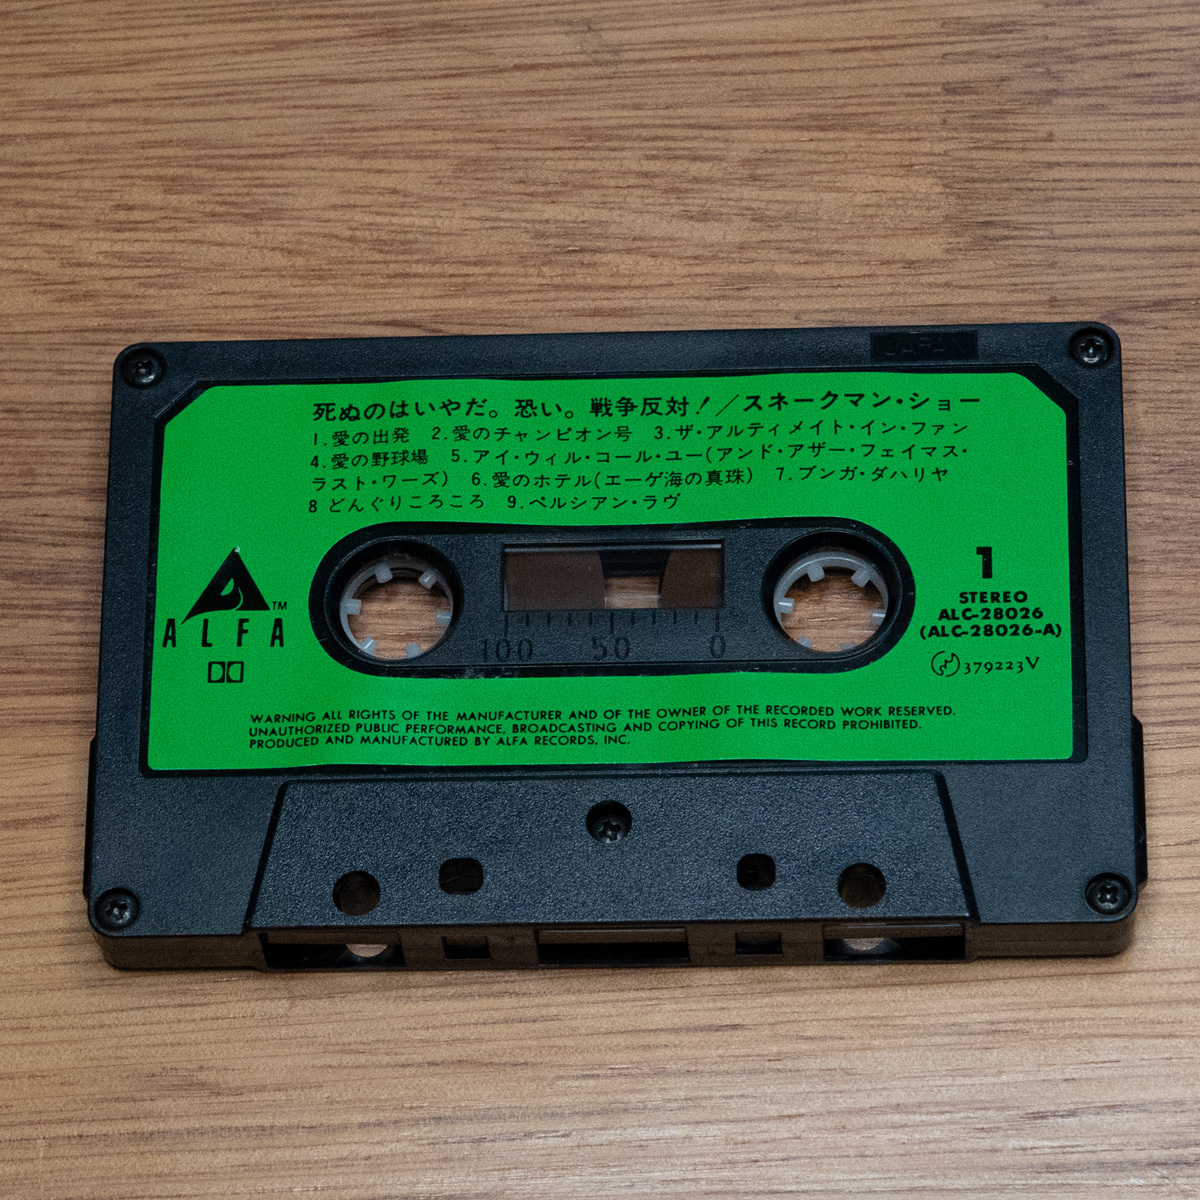 JAPAN
死ぬのはいやだ。恐い。戦争反対!/スネークマン・ショー
1.愛の出発 2.愛のチャンピオン号 3.ザ・アルティメイト・イン・ファン
4.愛の野球場 5.アイ・ウィル・コール・ユー(アンド・アザー・フェイマス・
ラスト・ワーズ) 6.愛のホテル(エーゲ海の真珠) 7.ブンガ・ダハリヤ
8 どんぐりころころ 9.ペルシアン・ラヴ
TM
ALFA
100 50 0
1
STEREO
ALC-28026
(ALC-28026-A)
379223V
WARNING ALL RIGHTS OF THE MANUFACTURER AND OF THE OWNER OF THE RECORDED WORK RESERVED.
UNAUTHORIZED PUBLIC PERFORMANCE, BROADCASTING AND COPYING OF THIS RECORD PROHIBITED.
PRODUCED AND MANUFACTURED BY ALFA RECORDS, INC.